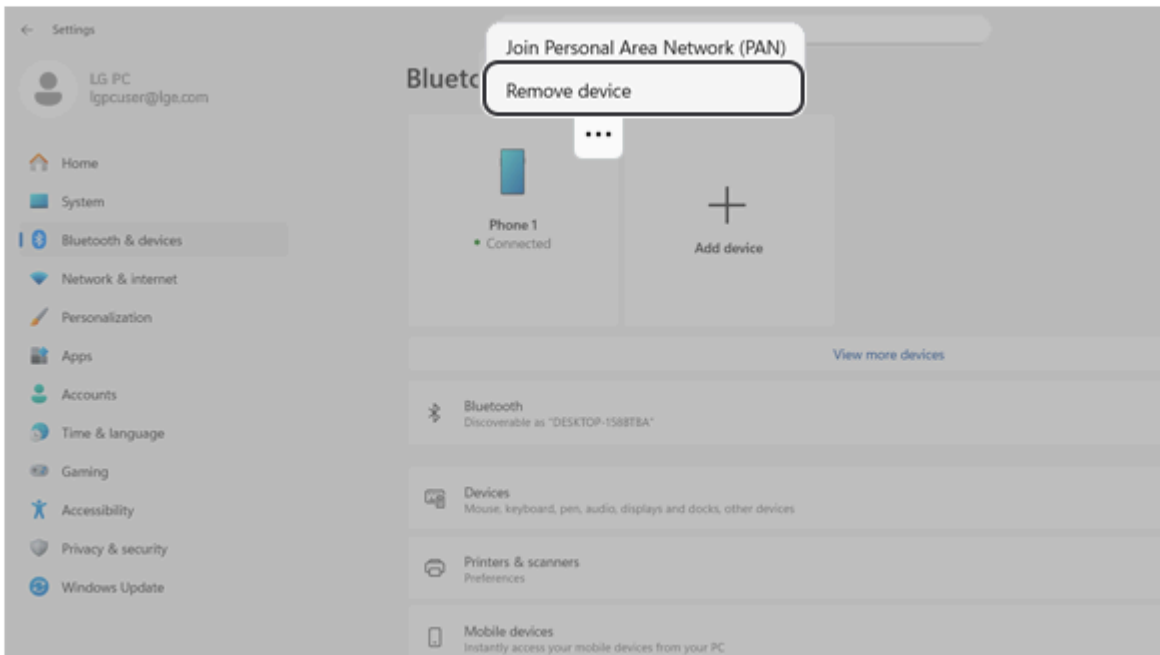 Settings
LG PC
lgpcuser@lge.com
Home
System
Bluetooth & devices
Network & internet
Personalization
Apps
Accounts
Time & language
Gaming
Accessibility
Privacy & security
Windows Update
Join Personal Area Network (PAN)
Bluetc
Remove device
Phone 1
Connected
Add device
View more devices
Bluetooth
Discoverable as "DESKTOP-1588TBA"
Devices
Mouse, keyboard, pen, audio, displays and docks, other devices
Printers & scanners
Preferences
Mobile devices
Instantly access your mobile devices from your PC